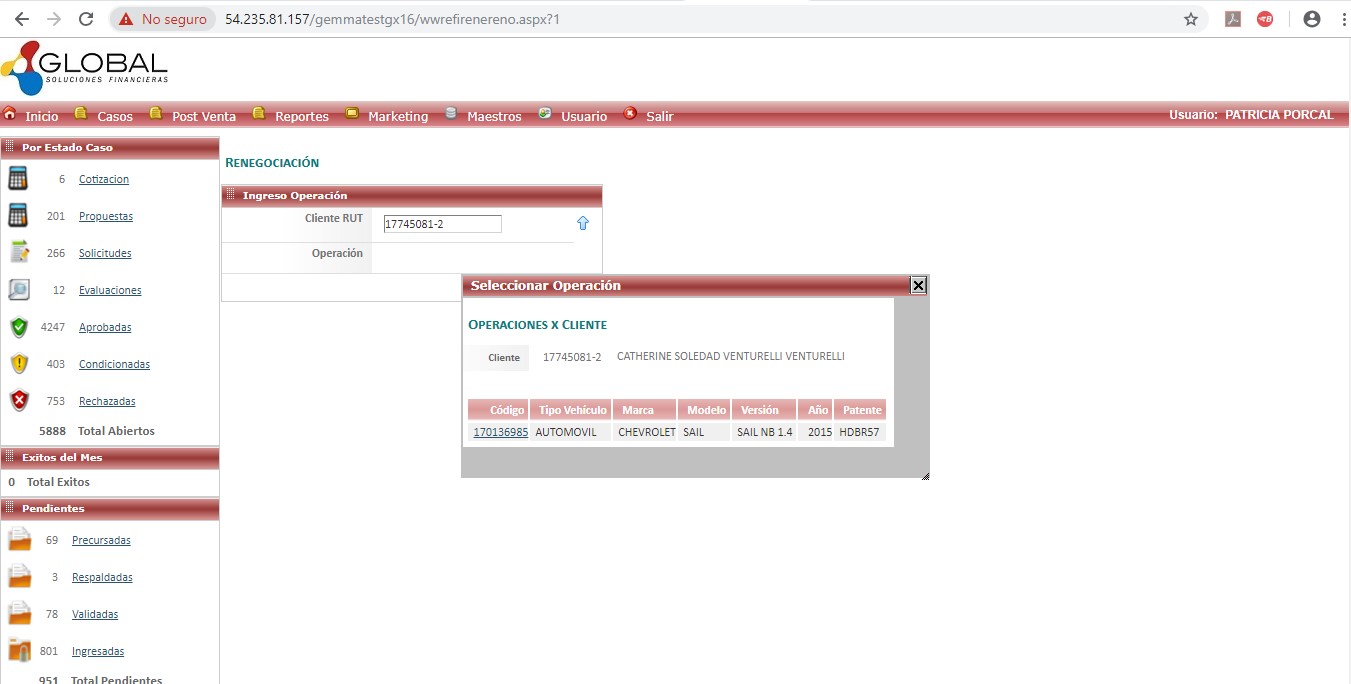 No seguro 54.235.81.157/gemmatestgx16/wwrefirenereno.aspx?1
GLOBAL
SOLUCIONES FINANCIERAS
Inicio Casos Post Venta Reportes Marketing Maestros Usuario Salir Usuario: PATRICIA PORCAL
Por Estado Caso
6 Cotizacion
201 Propuestas
266 Solicitudes
12 Evaluaciones
4247 Aprobadas
403 Condicionadas
753 Rechazadas
5888 Total Abiertos
Exitos del Mes
0 Total Exitos
Pendientes
69 Precursadas
3 Respaldadas
78 Validadas
801 Ingresadas
951 Total Pendientes
RENEGOCIACIÓN
Ingreso Operación
Cliente RUT 17745081-2
Operación
Seleccionar Operación
OPERACIONES X CLIENTE
Cliente 17745081-2 CATHERINE SOLEDAD VENTURELLI VENTURELLI
Código Tipo Vehículo Marca Modelo Versión Año Patente
170136985 AUTOMOVIL CHEVROLET SAIL SAIL NB 1.4 2015 HDBR57